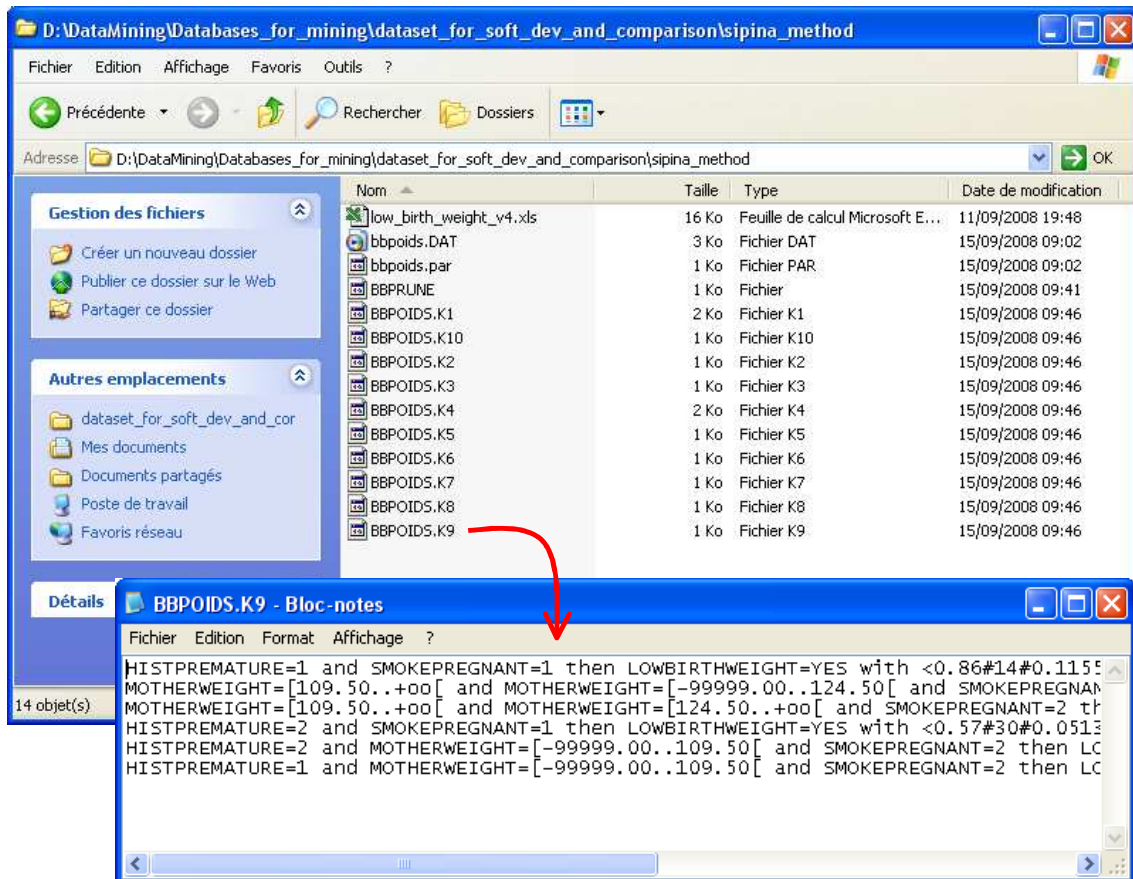 D:\DataMining\Databases_for_mining\dataset_for_soft_dev_and_comparison\sipina_method
Fichier Edition Affichage Favoris Outils ?
Précédente Rechercher Dossiers
Adresse D:\DataMining\Databases_for_mining\dataset_for_soft_dev_and_comparison\sipina_method OK
Gestion des fichiers
Créer un nouveau dossier
Publier ce dossier sur le Web
Partager ce dossier
Autres emplacements
dataset_for_soft_dev_and_cor
Mes documents
Documents partagés
Poste de travail
Favoris réseau
Détails
Nom Taille Type Date de modification
low_birth_weight_v4.xls 16 Ko Feuille de calcul Microsoft E... 11/09/2008 19:48
bbpoids.DAT 3 Ko Fichier DAT 15/09/2008 09:02
bbpoids.par 1 Ko Fichier PAR 15/09/2008 09:02
BBPRUNE 1 Ko Fichier 15/09/2008 09:41
BBPOIDS.K1 2 Ko Fichier K1 15/09/2008 09:46
BBPOIDS.K10 1 Ko Fichier K10 15/09/2008 09:46
BBPOIDS.K2 1 Ko Fichier K2 15/09/2008 09:46
BBPOIDS.K3 1 Ko Fichier K3 15/09/2008 09:46
BBPOIDS.K4 2 Ko Fichier K4 15/09/2008 09:46
BBPOIDS.K5 1 Ko Fichier K5 15/09/2008 09:46
BBPOIDS.K6 1 Ko Fichier K6 15/09/2008 09:46
BBPOIDS.K7 1 Ko Fichier K7 15/09/2008 09:46
BBPOIDS.K8 1 Ko Fichier K8 15/09/2008 09:46
BBPOIDS.K9 1 Ko Fichier K9 15/09/2008 09:46
14 objet(s)
BBPOIDS.K9 - Bloc-notes
Fichier Edition Format Affichage ?
HISTPREMATURE=1 and SMOKEPREGNANT=1 then LOWBIRTHWEIGHT=YES with <0.86#14#0.1155
MOTHERWEIGHT=[109.50..+oo[ and MOTHERWEIGHT=[-99999.00..124.50[ and SMOKEPREGNAN
MOTHERWEIGHT=[109.50..+oo[ and MOTHERWEIGHT=[124.50..+oo[ and SMOKEPREGNANT=2 th
HISTPREMATURE=2 and SMOKEPREGNANT=1 then LOWBIRTHWEIGHT=YES with <0.57#30#0.0513
HISTPREMATURE=2 and MOTHERWEIGHT=[-99999.00..109.50[ and SMOKEPREGNANT=2 then LO
HISTPREMATURE=1 and MOTHERWEIGHT=[-99999.00..109.50[ and SMOKEPREGNANT=2 then LO